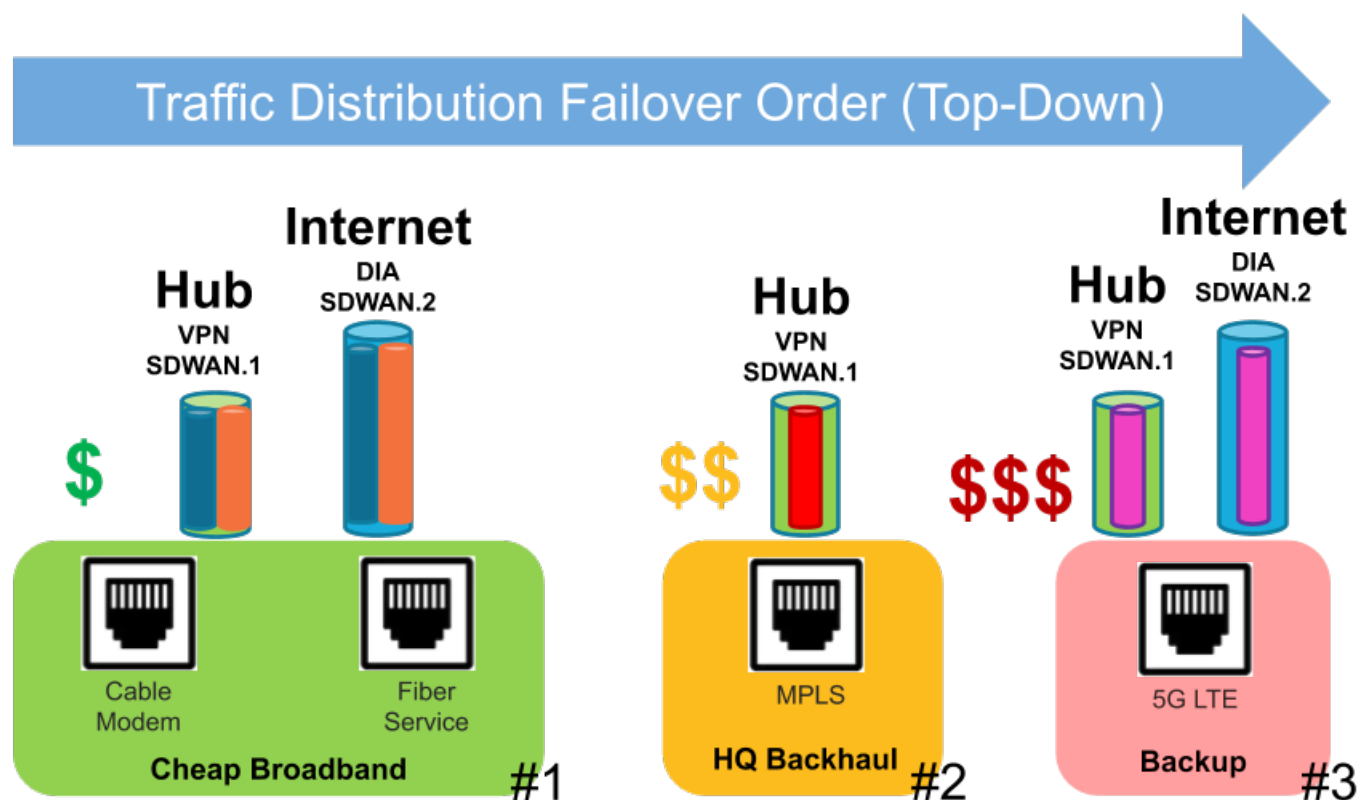 Traffic Distribution Failover Order (Top-Down)
Hub
VPN
SDWAN.1
Internet
DIA
SDWAN.2
Hub
VPN
SDWAN.1
Hub
VPN
SDWAN.1
Internet
DIA
SDWAN.2
$
$$
$$$
Cable
Modem
Fiber
Service
Cheap Broadband
#1
MPLS
HQ Backhaul
#2
5G LTE
Backup
#3